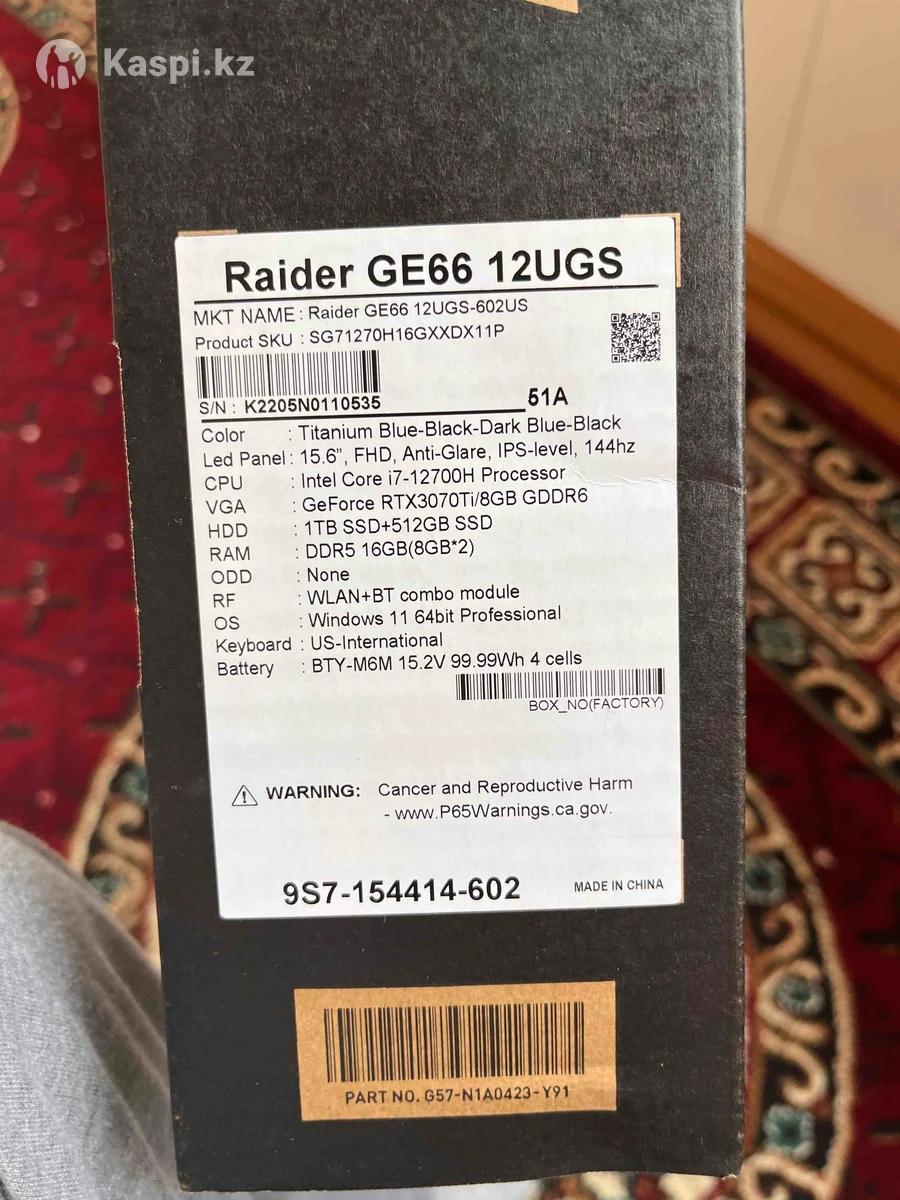 Kaspi.kz
Raider GE66 12UGS
MKT NAME : Raider GE66 12UGS-602US
Product SKU : SG71270H16GXXDX11P
S/N : K2205N0110535
51A
Color : Titanium Blue-Black-Dark Blue-Black
Led Panel : 15.6”, FHD, Anti-Glare, IPS-level, 144hz
CPU : Intel Core i7-12700H Processor
VGA : GeForce RTX3070Ti/8GB GDDR6
HDD : 1TB SSD+512GB SSD
RAM : DDR5 16GB(8GB*2)
ODD : None
RF : WLAN+BT combo module
OS : Windows 11 64bit Professional
Keyboard : US-International
Battery : BTY-M6M 15.2V 99.99Wh 4 cells
BOX_NO(FACTORY)
WARNING: Cancer and Reproductive Harm
- www.P65Warnings.ca.gov.
9S7-154414-602
MADE IN CHINA
PART NO. G57-N1A0423-Y91